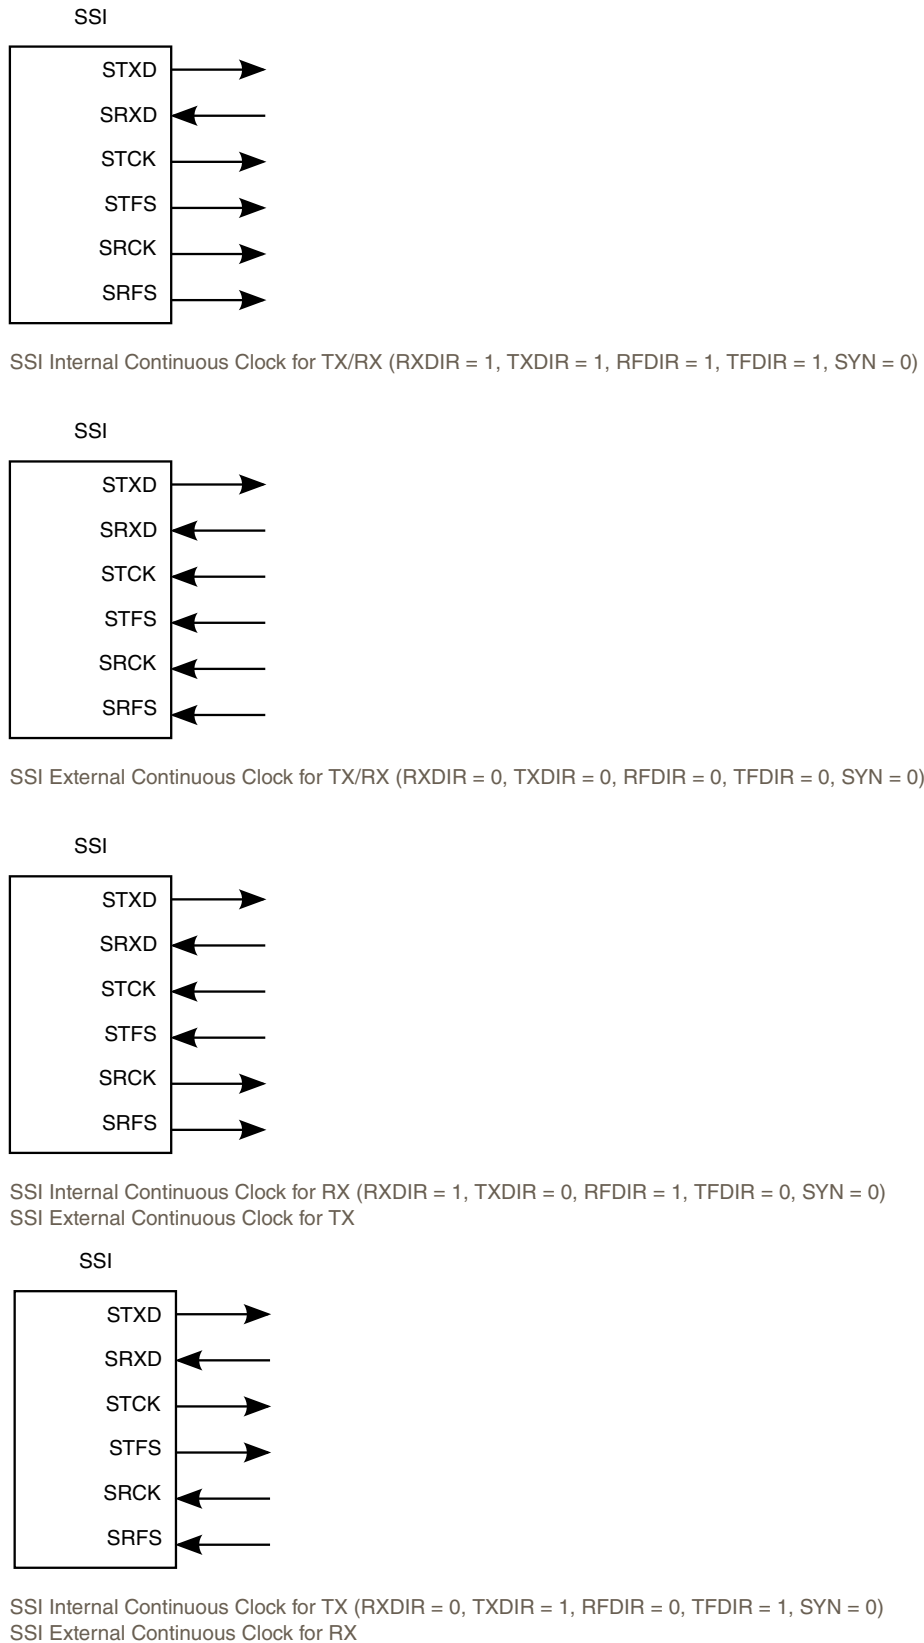 SSI
STXD
SRXD
STCK
STFS
SRCK
SRFS
SSI Internal Continuous Clock for TX/RX (RXDIR = 1, TXDIR = 1, RFDIR = 1, TFDIR = 1, SYN = 0)
SSI
STXD
SRXD
STCK
STFS
SRCK
SRFS
SSI External Continuous Clock for TX/RX (RXDIR = 0, TXDIR = 0, RFDIR = 0, TFDIR = 0, SYN = 0)
SSI
STXD
SRXD
STCK
STFS
SRCK
SRFS
SSI Internal Continuous Clock for RX (RXDIR = 1, TXDIR = 0, RFDIR = 1, TFDIR = 0, SYN = 0)
SSI External Continuous Clock for TX
SSI
STXD
SRXD
STCK
STFS
SRCK
SRFS
SSI Internal Continuous Clock for TX (RXDIR = 0, TXDIR = 1, RFDIR = 0, TFDIR = 1, SYN = 0)
SSI External Continuous Clock for RX